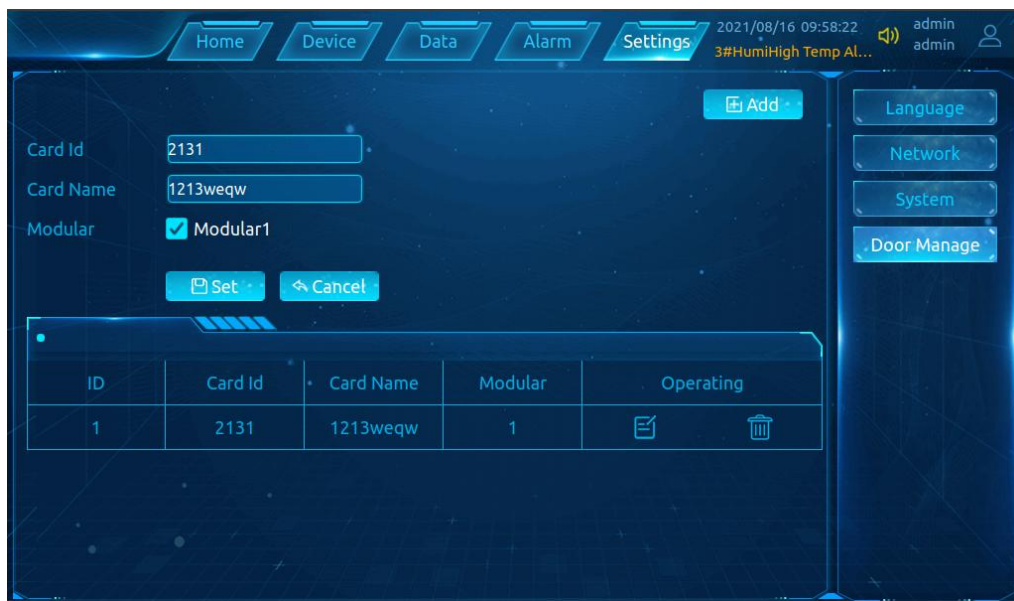 Home Device Data Alarm Settings
2021/08/16 09:58:22
3#HumiHigh Temp Al...
admin
admin
Add
Card Id 2131
Card Name 1213weqw
Modular Modular1
Set Cancel
ID Card Id Card Name Modular Operating
1 2131 1213weqw 1
Language
Network
System
Door Manage